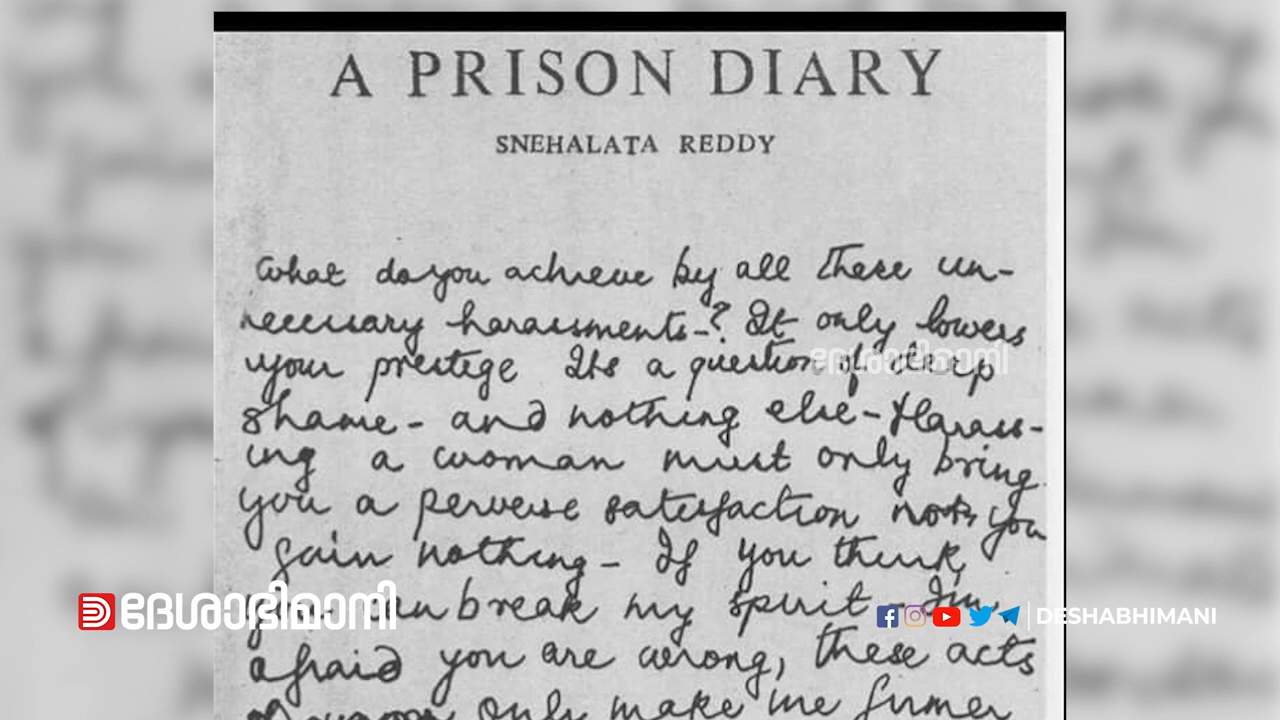 A PRISON DIARY
SNEHALATA REDDY
What do you achieve by all these un-
necessary harassments-? It only lowers
your prestige Its a question of deep
ദേശാഭിമാനി
shame - and nothing else - Harass-
ing a woman must only bring
you a perverse satisfaction you
gain nothing - If you think,
you can break my spirit - I'm
ദേശാഭിമാനി
DESHABHIMANI
afraid you are wrong, these acts
only make me firmer